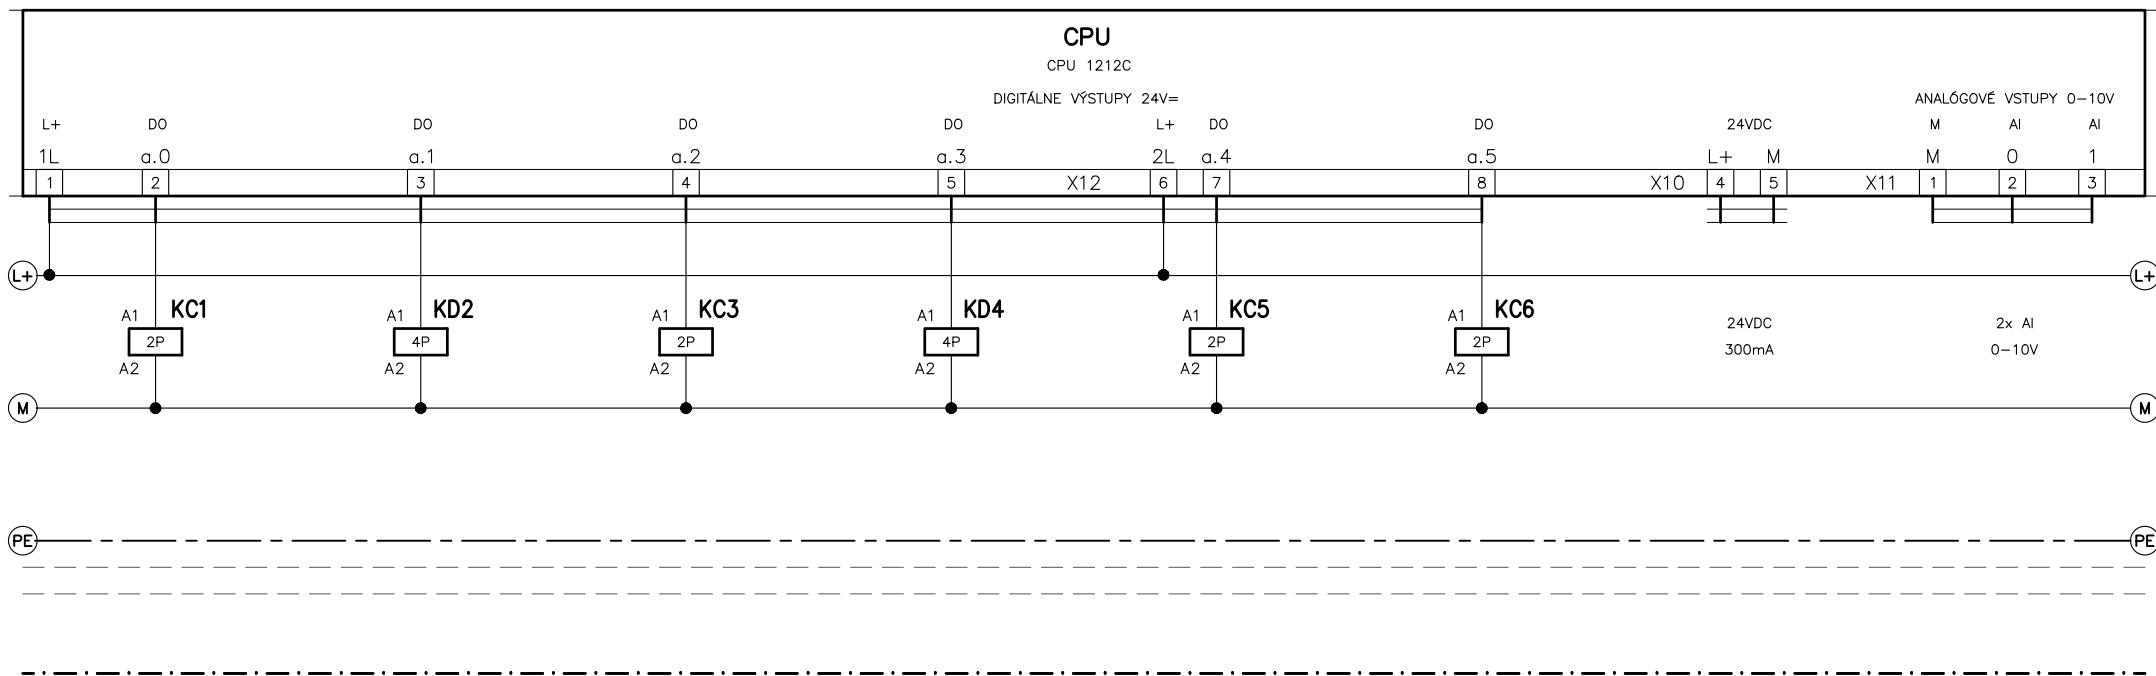 CPU
CPU 1212C
DIGITÁLNE VÝSTUPY 24V= ANALÓGOVÉ VSTUPY 0-10V
L+ DO DO DO DO L+ DO DO 24VDC M AI AI
1L a.0 a.1 a.2 a.3 2L a.4 a.5 L+ M M 0 1
1 2 3 4 5 X12 6 7 8 X10 4 5 X11 1 2 3
L+ L+
A1 KC1 A1 KD2 A1 KC3 A1 KD4 A1 KC5 A1 KC6 24VDC 2x AI
2P 4P 2P 4P 2P 2P 300mA 0-10V
A2 A2 A2 A2 A2 A2
M M
PE PE